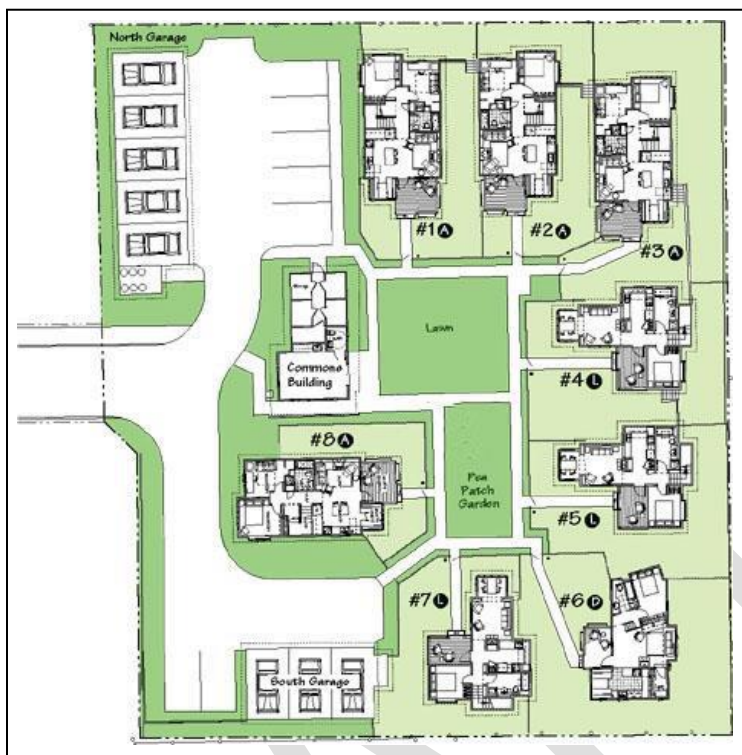 North Garage
#1 A
#2 A
#3 A
Lawn
Commons
Building
#4 L
#8 A
Pea
Patch
Garden
#5 L
#7 L
#6 D
South Garage